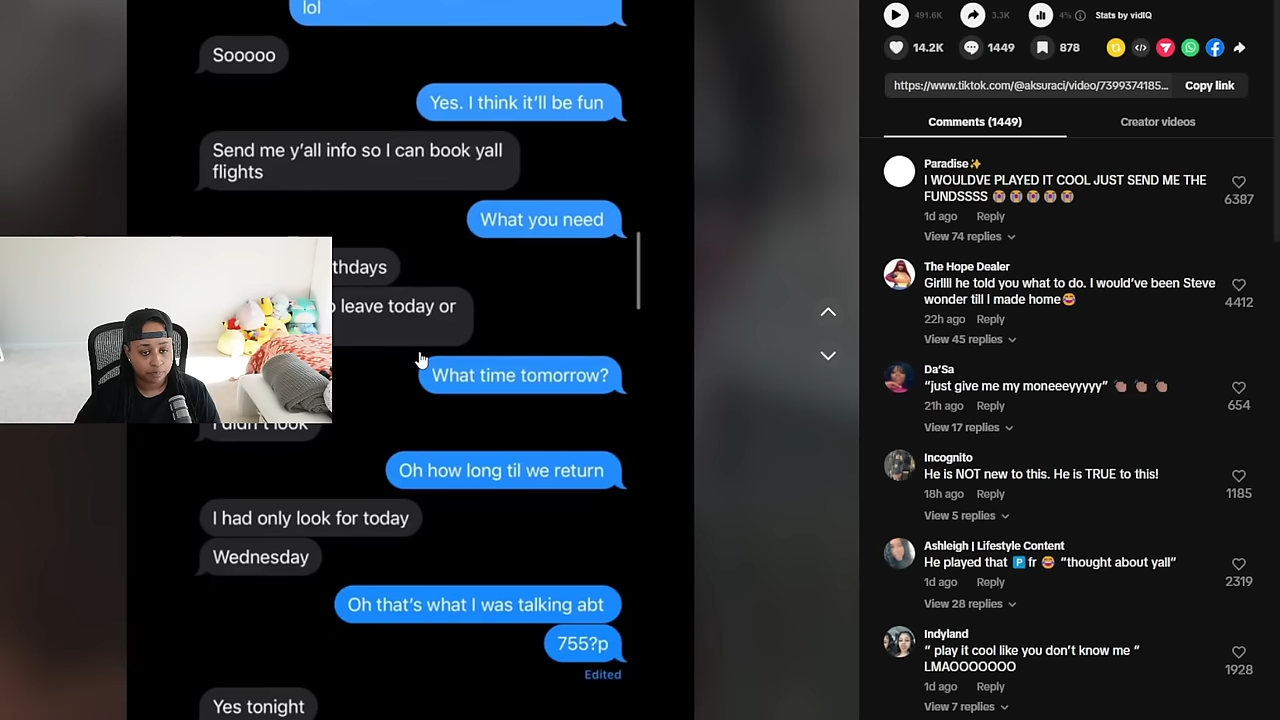 lol
Sooooo
Yes. I think it'll be fun
Send me y'all info so I can book yall
flights
What you need
leave today or
What time tomorrow?
I didn't look
Oh how long til we return
I had only look for today
Wednesday
Oh that's what I was talking abt
755?p
Edited
Yes tonight
491.6K
3.3K
4%
Stats by vidIQ
14.2K
1449
878
https://www.tiktok.com/@aksuraci/video/7399374185...
Copy link
Comments (1449)
Creator videos
Paradise✨
I WOULDVE PLAYED IT COOL JUST SEND ME THE
FUNDSSSS 😭😭😭😭😭
6387
1d ago Reply
View 74 replies
The Hope Dealer
Girllll he told you what to do. I would've been Steve
wonder till I made home😂
4412
22h ago Reply
View 45 replies
Da'Sa
“just give me my moneeeyyyyy” 👏🏾 👏🏾 👏🏾
654
21h ago Reply
View 17 replies
Incognito
He is NOT new to this. He is TRUE to this!
1185
18h ago Reply
View 5 replies
Ashleigh | Lifestyle Content
He played that 🅿️fr 😂 “thought about yall”
2319
1d ago Reply
View 28 replies
Indyland
“ play it cool like you don't know me “
LMAOOOOOOO
1928
1d ago Reply
View 7 replies